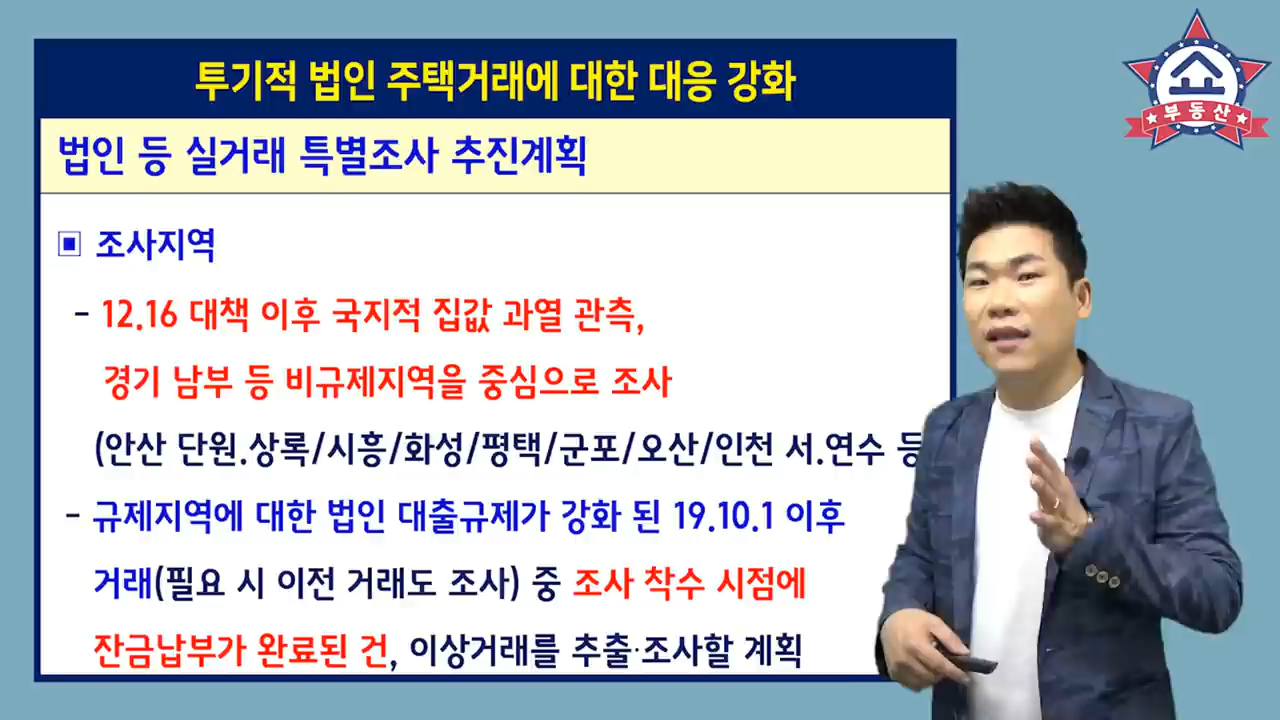 투기적 법인 주택거래에 대한 대응 강화
법인 등 실거래 특별조사 추진계획
▣ 조사지역
- 12.16 대책 이후 국지적 집값 과열 관측,
경기 남부 등 비규제지역을 중심으로 조사
(안산 단원.상록/시흥/화성/평택/군포/오산/인천 서.연수 등
- 규제지역에 대한 법인 대출규제가 강화 된 19.10.1 이후
거래(필요 시 이전 거래도 조사) 중 조사 착수 시점에
잔금납부가 완료된 건, 이상거래를 추출·조사할 계획
쇼
부동산